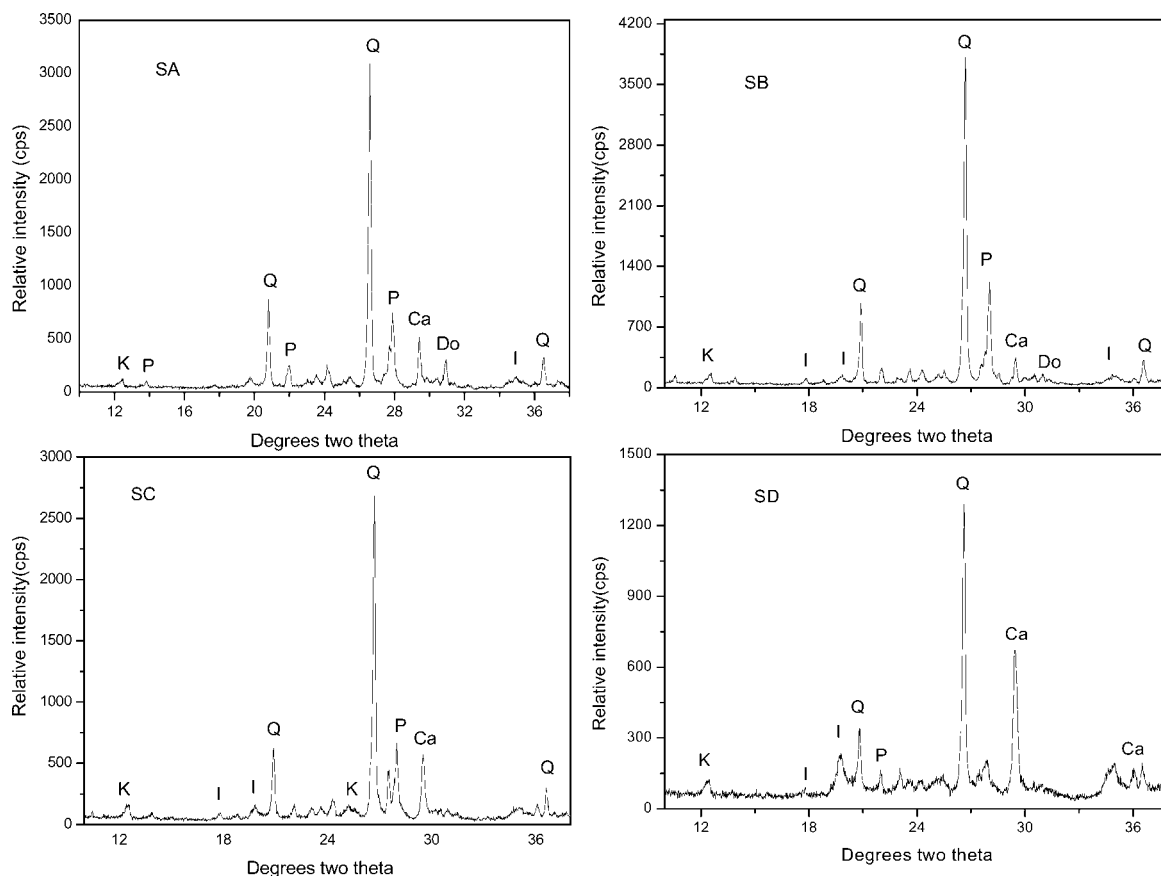 3500
3000
2500
2000
1500
1000
500
0
Relative intensity (cps)
SA
K
P
Q
P
Q
P
Ca
Do
I
Q
12
16
20
24
28
32
36
Degrees two theta
4200
3500
2800
2100
1400
700
0
Relative intensity(cps)
SB
K
I
I
Q
Q
P
Ca
Do
I
Q
12
18
24
30
36
Degrees two theta
3000
2500
2000
1500
1000
500
0
Relative intensity(cps)
SC
K
I
I
Q
K
Q
P
Ca
Q
12
18
24
30
36
Degrees two theta
1500
1200
900
600
300
0
Relative intensity(cps)
SD
K
I
I
Q
P
Q
Ca
Ca
12
18
24
30
36
Degrees two theta